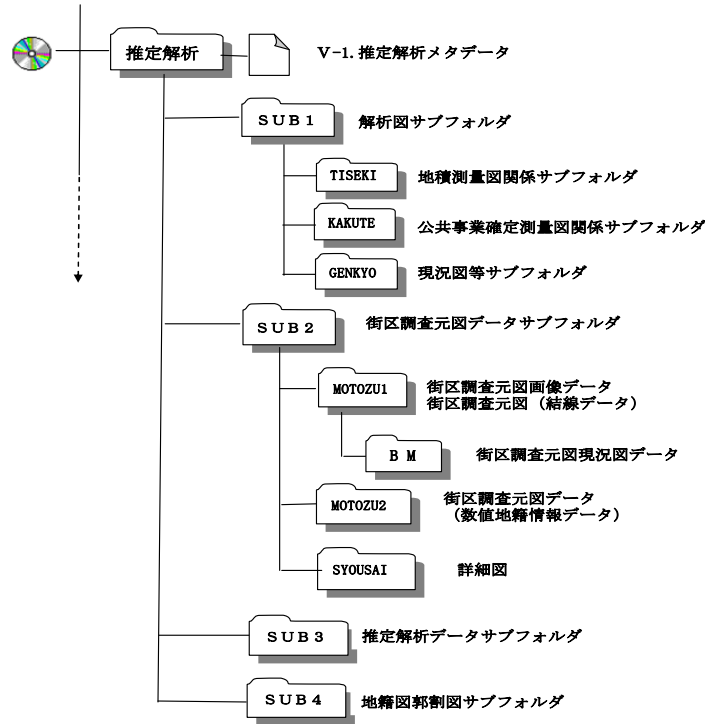 推定解析 Ⅴ-1.推定解析メタデータ
SUB1 解析図サブフォルダ
TISEKI 地積測量図関係サブフォルダ
KAKUTE 公共事業確定測量図関係サブフォルダ
GENKYO 現況図等サブフォルダ
SUB2 街区調査元図データサブフォルダ
MOTOZU1 街区調査元図画像データ
街区調査元図（結線データ）
BM 街区調査元図現況図データ
MOTOZU2 街区調査元図データ
（数値地籍情報データ）
SYOUSAI 詳細図
SUB3 推定解析データサブフォルダ
SUB4 地籍図郭割図サブフォルダ